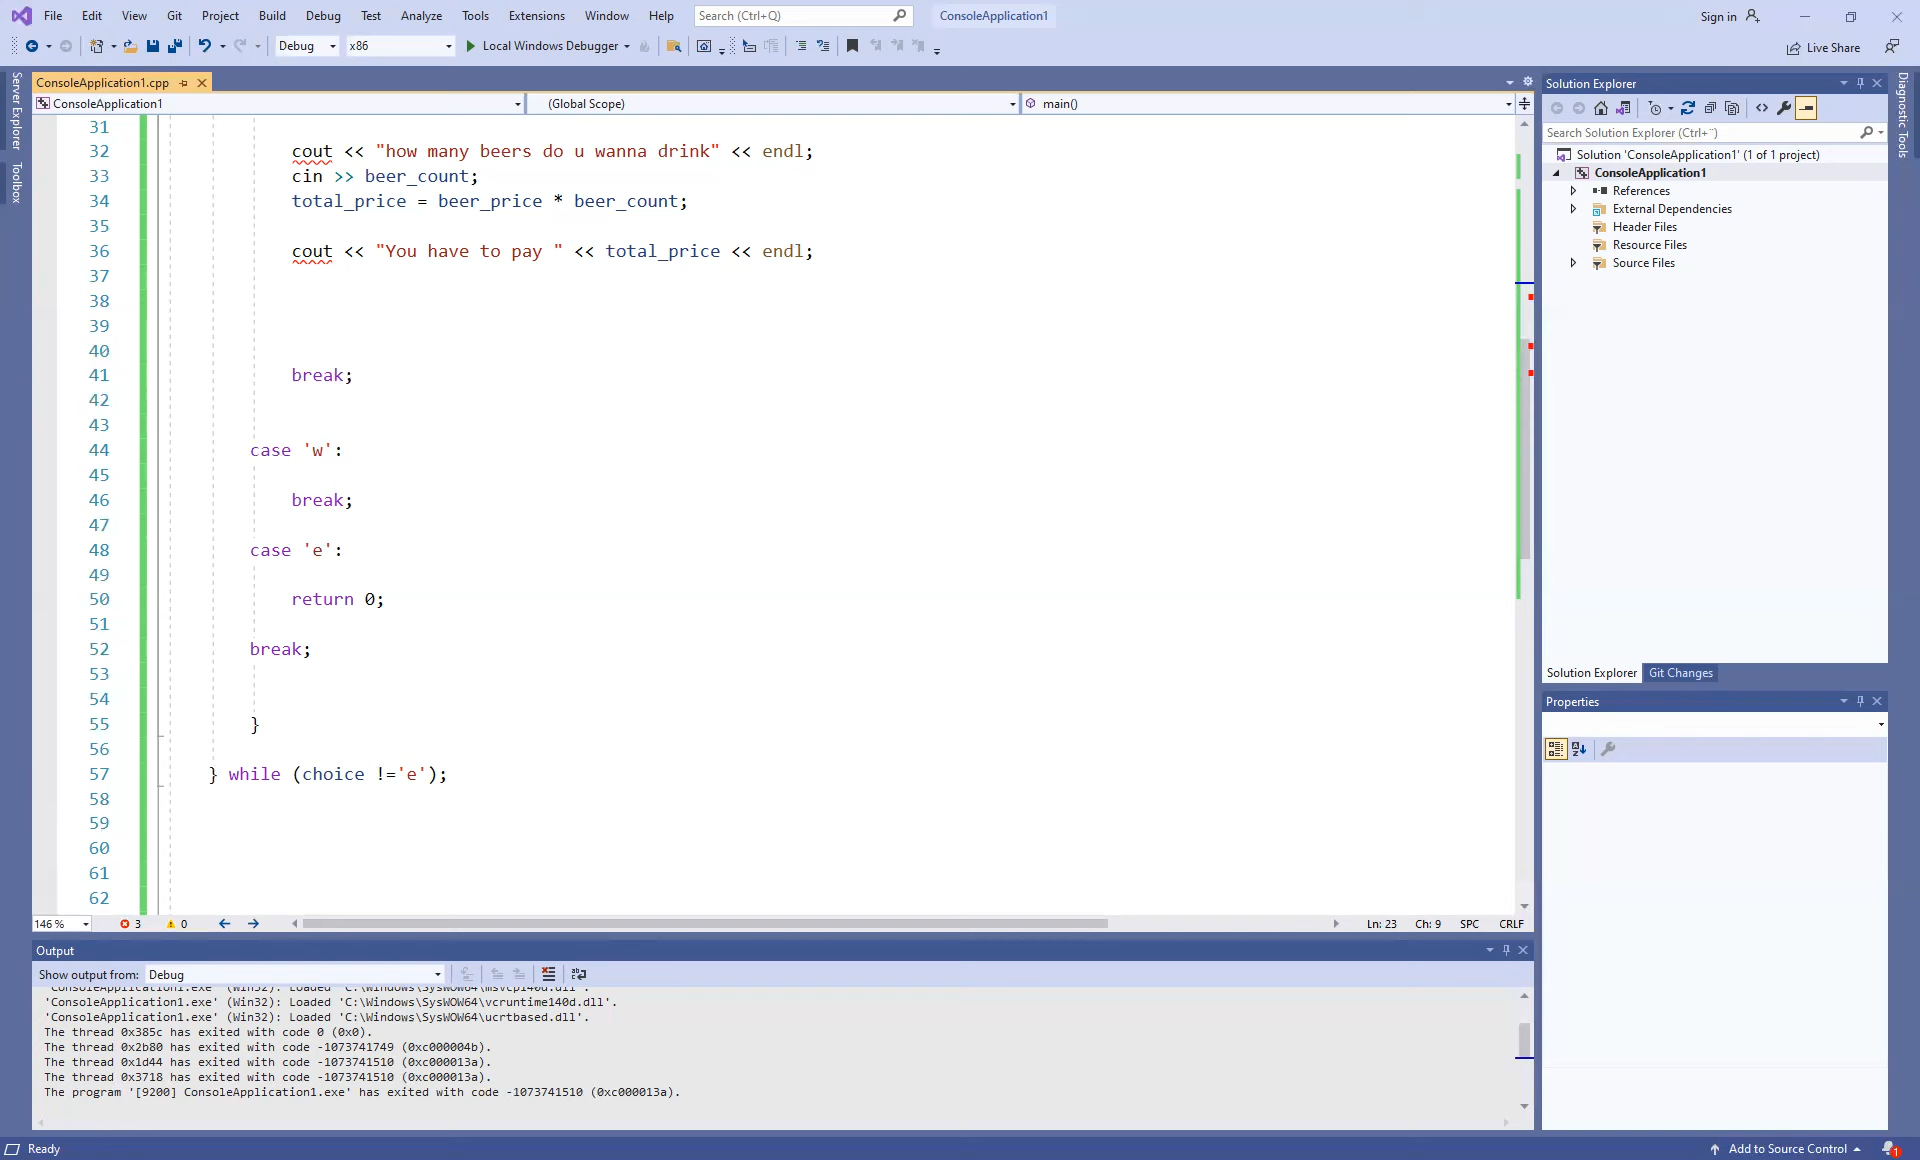 File Edit View Git Project Build Debug Test Analyze Tools Extensions Window Help Search (Ctrl+Q) ConsoleApplication1 Sign in
Debug x86 Local Windows Debugger Live Share
Server Explorer
Toolbox
ConsoleApplication1.cpp
ConsoleApplication1 (Global Scope) main()
31
32 cout << "how many beers do u wanna drink" << endl;
33 cin >> beer_count;
34 total_price = beer_price * beer_count;
35
36 cout << "You have to pay " << total_price << endl;
37
38
39
40
41 break;
42
43
44 case 'w':
45
46 break;
47
48 case 'e':
49
50 return 0;
51
52 break;
53
54
55 }
56
57 } while (choice !='e');
58
59
60
61
62
146 % 3 0 Ln: 23 Ch: 9 SPC CRLF
Output
Show output from: Debug
'ConsoleApplication1.exe' (Win32): Loaded 'C:\Windows\SysWOW64\msvcp140d.dll'.
'ConsoleApplication1.exe' (Win32): Loaded 'C:\Windows\SysWOW64\vcruntime140d.dll'.
'ConsoleApplication1.exe' (Win32): Loaded 'C:\Windows\SysWOW64\ucrtbased.dll'.
The thread 0x385c has exited with code 0 (0x0).
The thread 0x2b80 has exited with code -1073741749 (0xc000004b).
The thread 0x1d44 has exited with code -1073741510 (0xc000013a).
The thread 0x3718 has exited with code -1073741510 (0xc000013a).
The program '[9200] ConsoleApplication1.exe' has exited with code -1073741510 (0xc000013a).
Solution Explorer
Search Solution Explorer (Ctrl+¨)
Solution 'ConsoleApplication1' (1 of 1 project)
ConsoleApplication1
References
External Dependencies
Header Files
Resource Files
Source Files
Solution Explorer Git Changes
Properties
Diagnostic Tools
Ready Add to Source Control 1